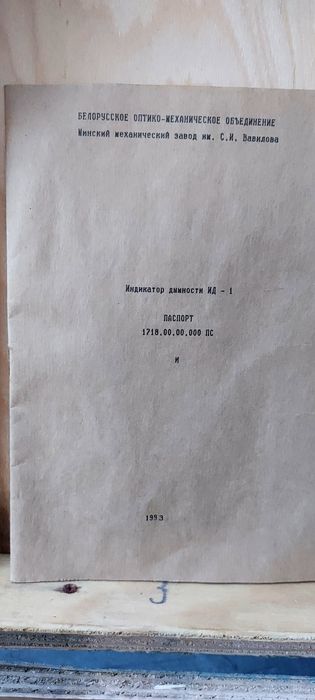 БЕЛОРУССКОЕ ОПТИКО-МЕХАНИЧЕСКОЕ ОБЪЕДИНЕНИЕ
Минский механический завод им. С.И. Вавилова
Индикатор дымности ИД - 1
ПАСПОРТ
1718.00.00.000 ПС
И
1993
3